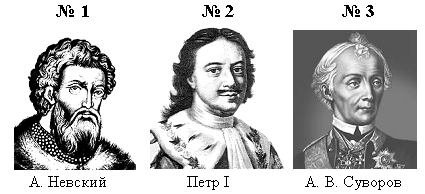 № 1 № 2 № 3
А. Невский Петр I А. В. Суворов